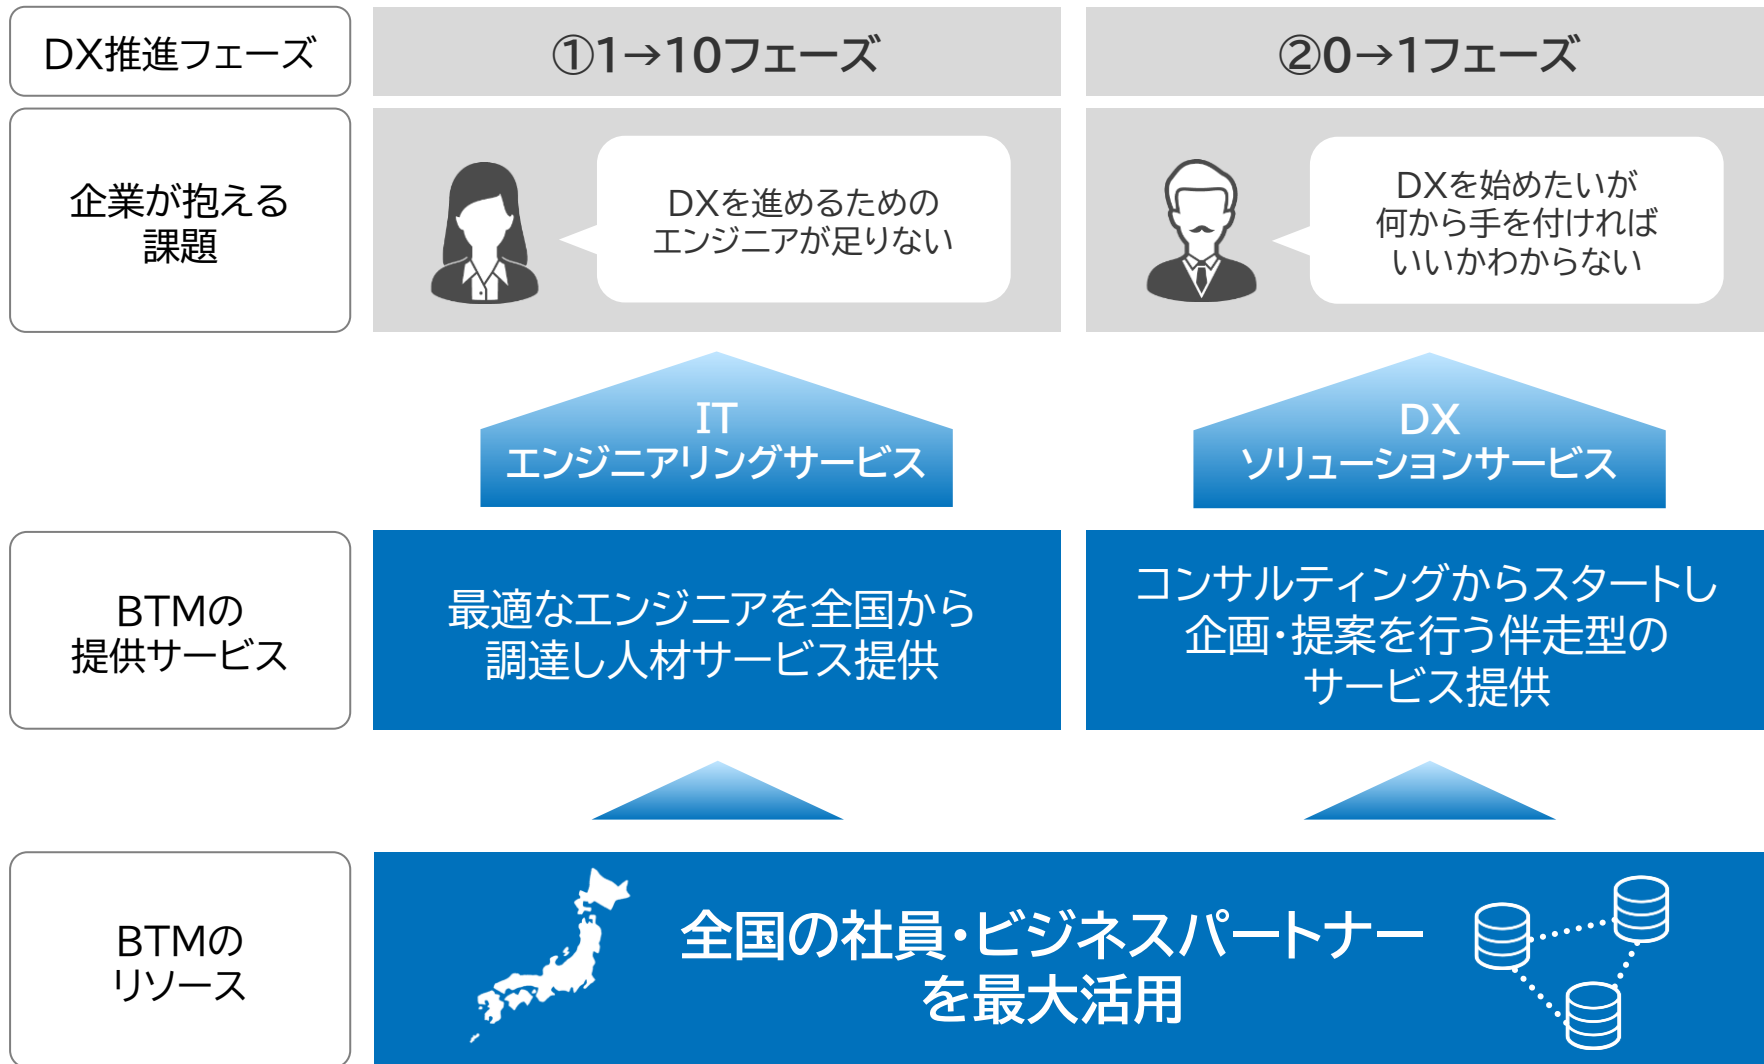 DX推進フェーズ
①1→10フェーズ
②0→1フェーズ
企業が抱える
課題
DXを進めるための
エンジニアが足りない
DXを始めたいが
何から手を付ければ
いいかわからない
IT
エンジニアリングサービス
DX
ソリューションサービス
BTMの
提供サービス
最適なエンジニアを全国から
調達し人材サービス提供
コンサルティングからスタートし
企画・提案を行う伴走型の
サービス提供
BTMの
リソース
全国の社員・ビジネスパートナー
を最大活用